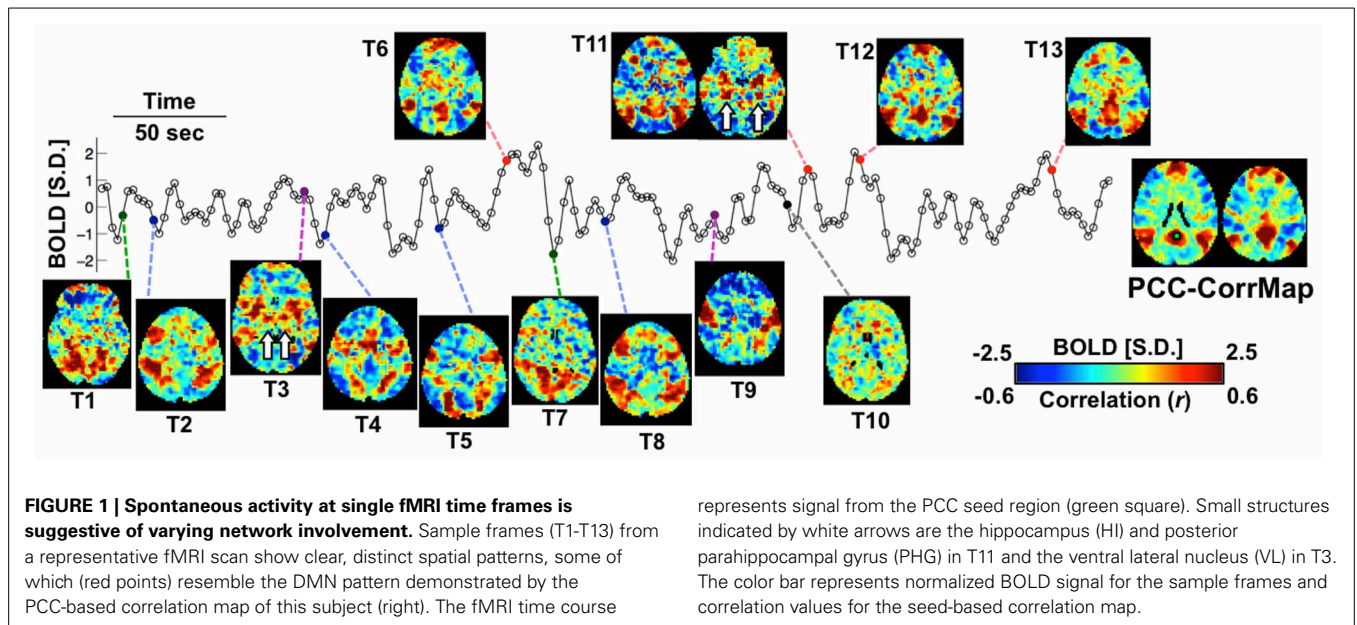 T6
T11
T12
T13
Time
50 sec
BOLD [S.D.]
2
1
0
-1
-2
T1
T2
T3
T4
T5
T7
T8
T9
T10
PCC-CorrMap
-2.5 BOLD [S.D.] 2.5
-0.6 Correlation (r) 0.6
FIGURE 1 | Spontaneous activity at single fMRI time frames is
suggestive of varying network involvement. Sample frames (T1-T13) from
a representative fMRI scan show clear, distinct spatial patterns, some of
which (red points) resemble the DMN pattern demonstrated by the
PCC-based correlation map of this subject (right). The fMRI time course
represents signal from the PCC seed region (green square). Small structures
indicated by white arrows are the hippocampus (HI) and posterior
parahippocampal gyrus (PHG) in T11 and the ventral lateral nucleus (VL) in T3.
The color bar represents normalized BOLD signal for the sample frames and
correlation values for the seed-based correlation map.